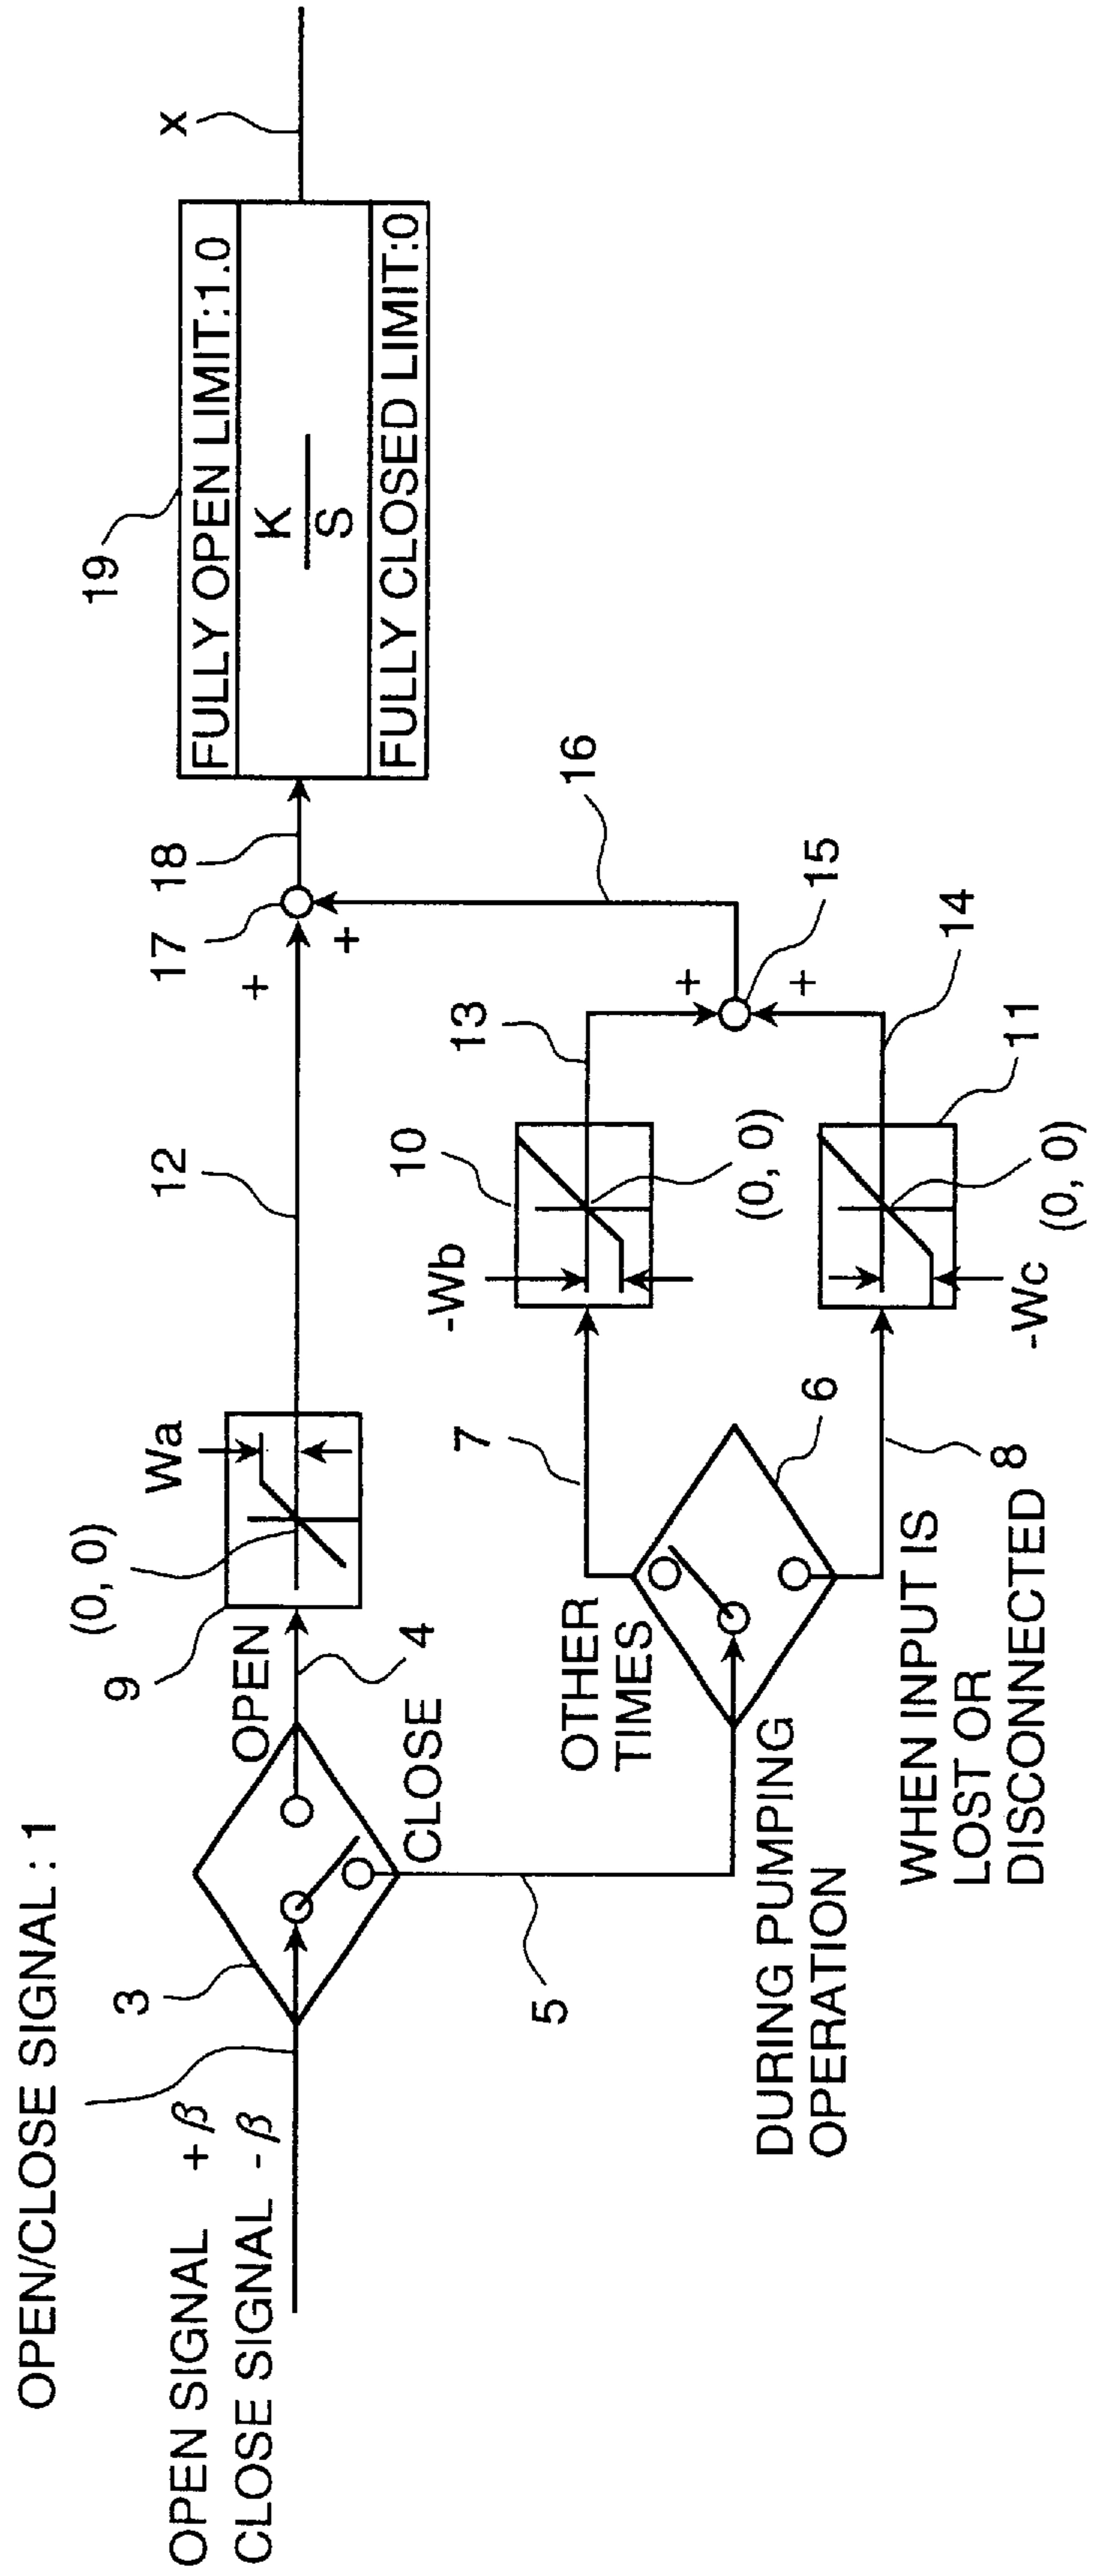 OPEN/CLOSE SIGNAL : 1
OPEN SIGNAL +β
CLOSE SIGNAL -β
3
OPEN
4
CLOSE
5
9
(0, 0)
Wa
12
+
+
17
18
19
FULLY OPEN LIMIT:1.0
K
S
FULLY CLOSED LIMIT:0
x
DURING PUMPING
OPERATION
OTHER
TIMES
6
7
WHEN INPUT IS
LOST OR
DISCONNECTED
8
-Wb
10
(0, 0)
13
-Wc
(0, 0)
11
14
+
+
15
16